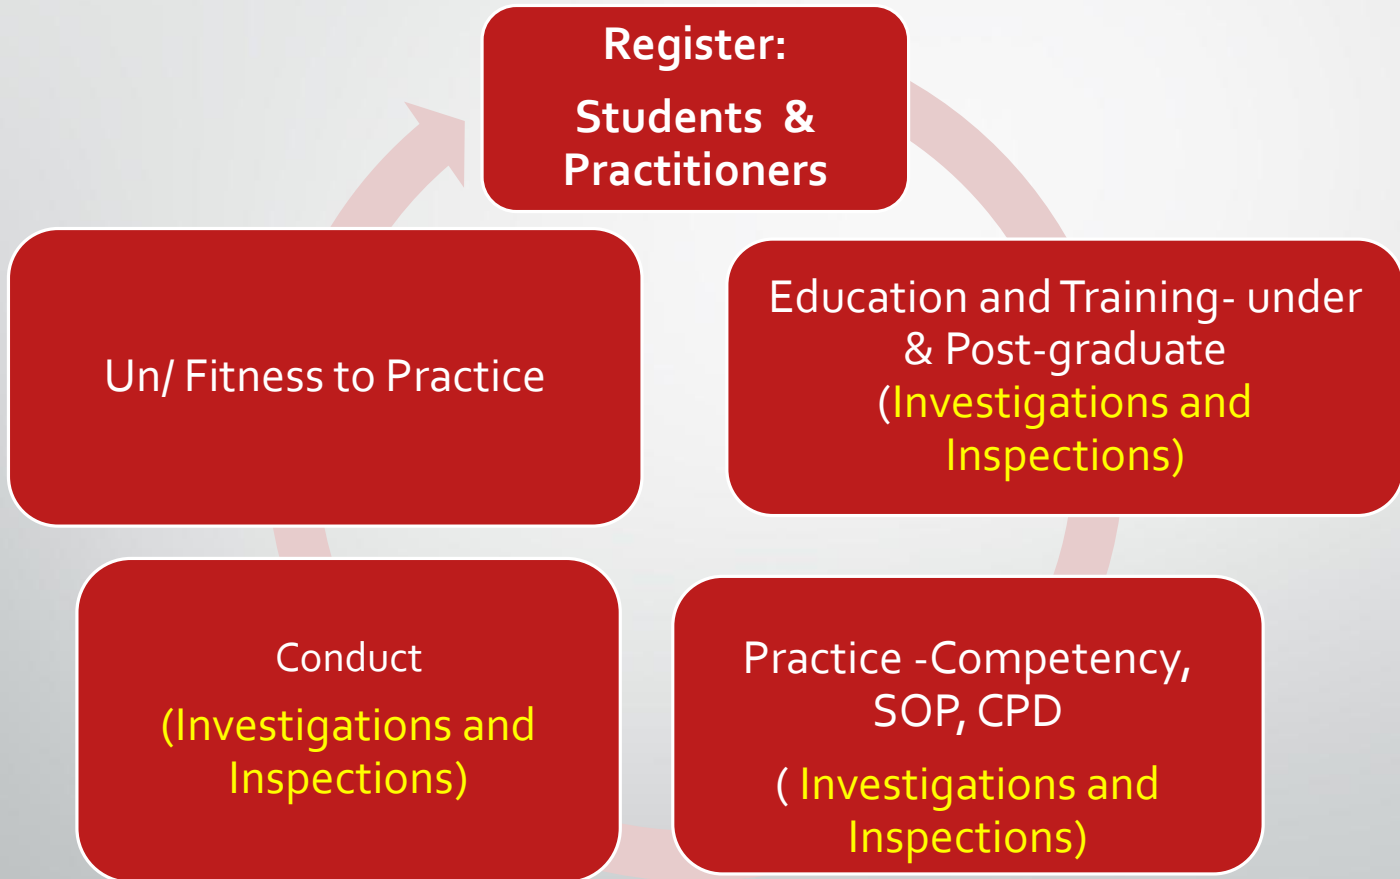 Register:
Students & 
Practitioners
Education and Training- under
& Post-graduate
(Investigations and
Inspections)
Practice -Competency,
SOP, CPD
( Investigations and
Inspections)
Conduct
(Investigations and
Inspections)
Un/ Fitness to Practice